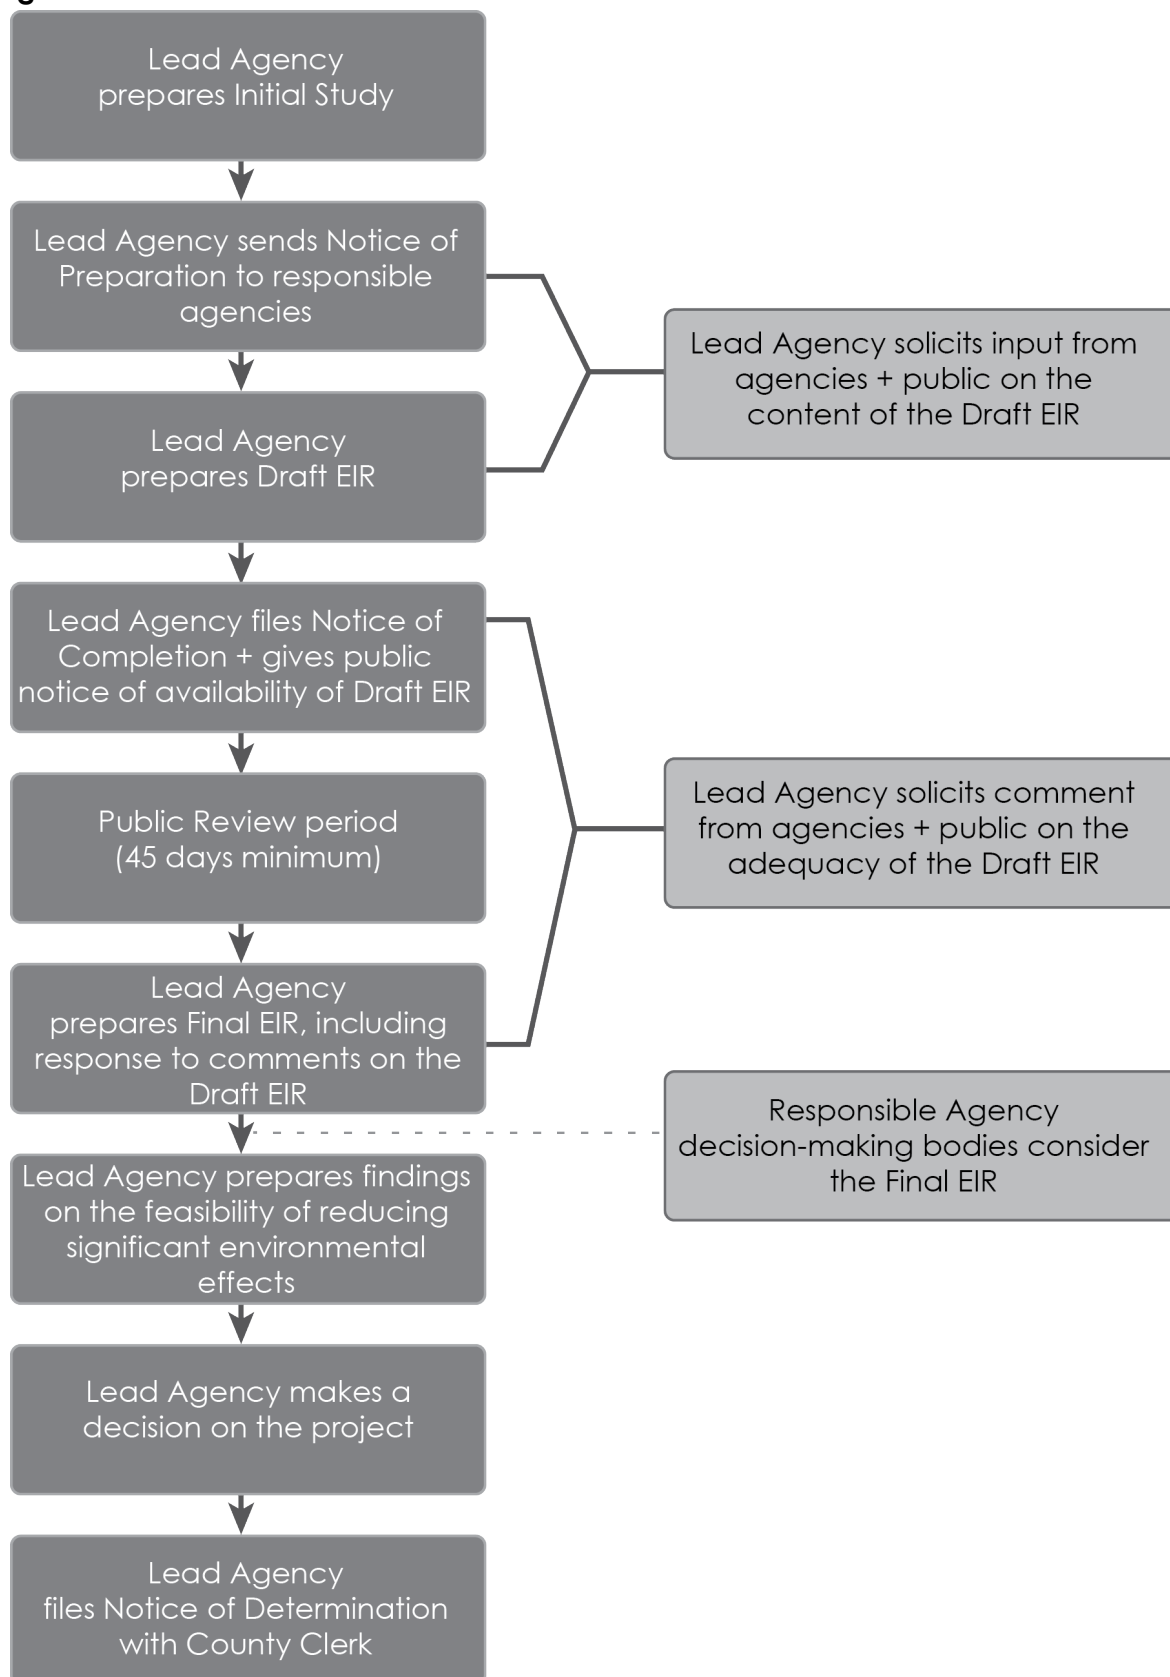 Lead Agency
prepares Initial Study
Lead Agency sends Notice of
Preparation to responsible
agencies
Lead Agency solicits input from
agencies + public on the
content of the Draft EIR
Lead Agency
prepares Draft EIR
Lead Agency files Notice of
Completion + gives public
notice of availability of Draft EIR
Public Review period
(45 days minimum)
Lead Agency solicits comment
from agencies + public on the
adequacy of the Draft EIR
Lead Agency
prepares Final EIR, including
response to comments on the
Draft EIR
Responsible Agency
decision-making bodies consider
the Final EIR
Lead Agency prepares findings
on the feasibility of reducing
significant environmental
effects
Lead Agency makes a
decision on the project
Lead Agency
files Notice of Determination
with County Clerk